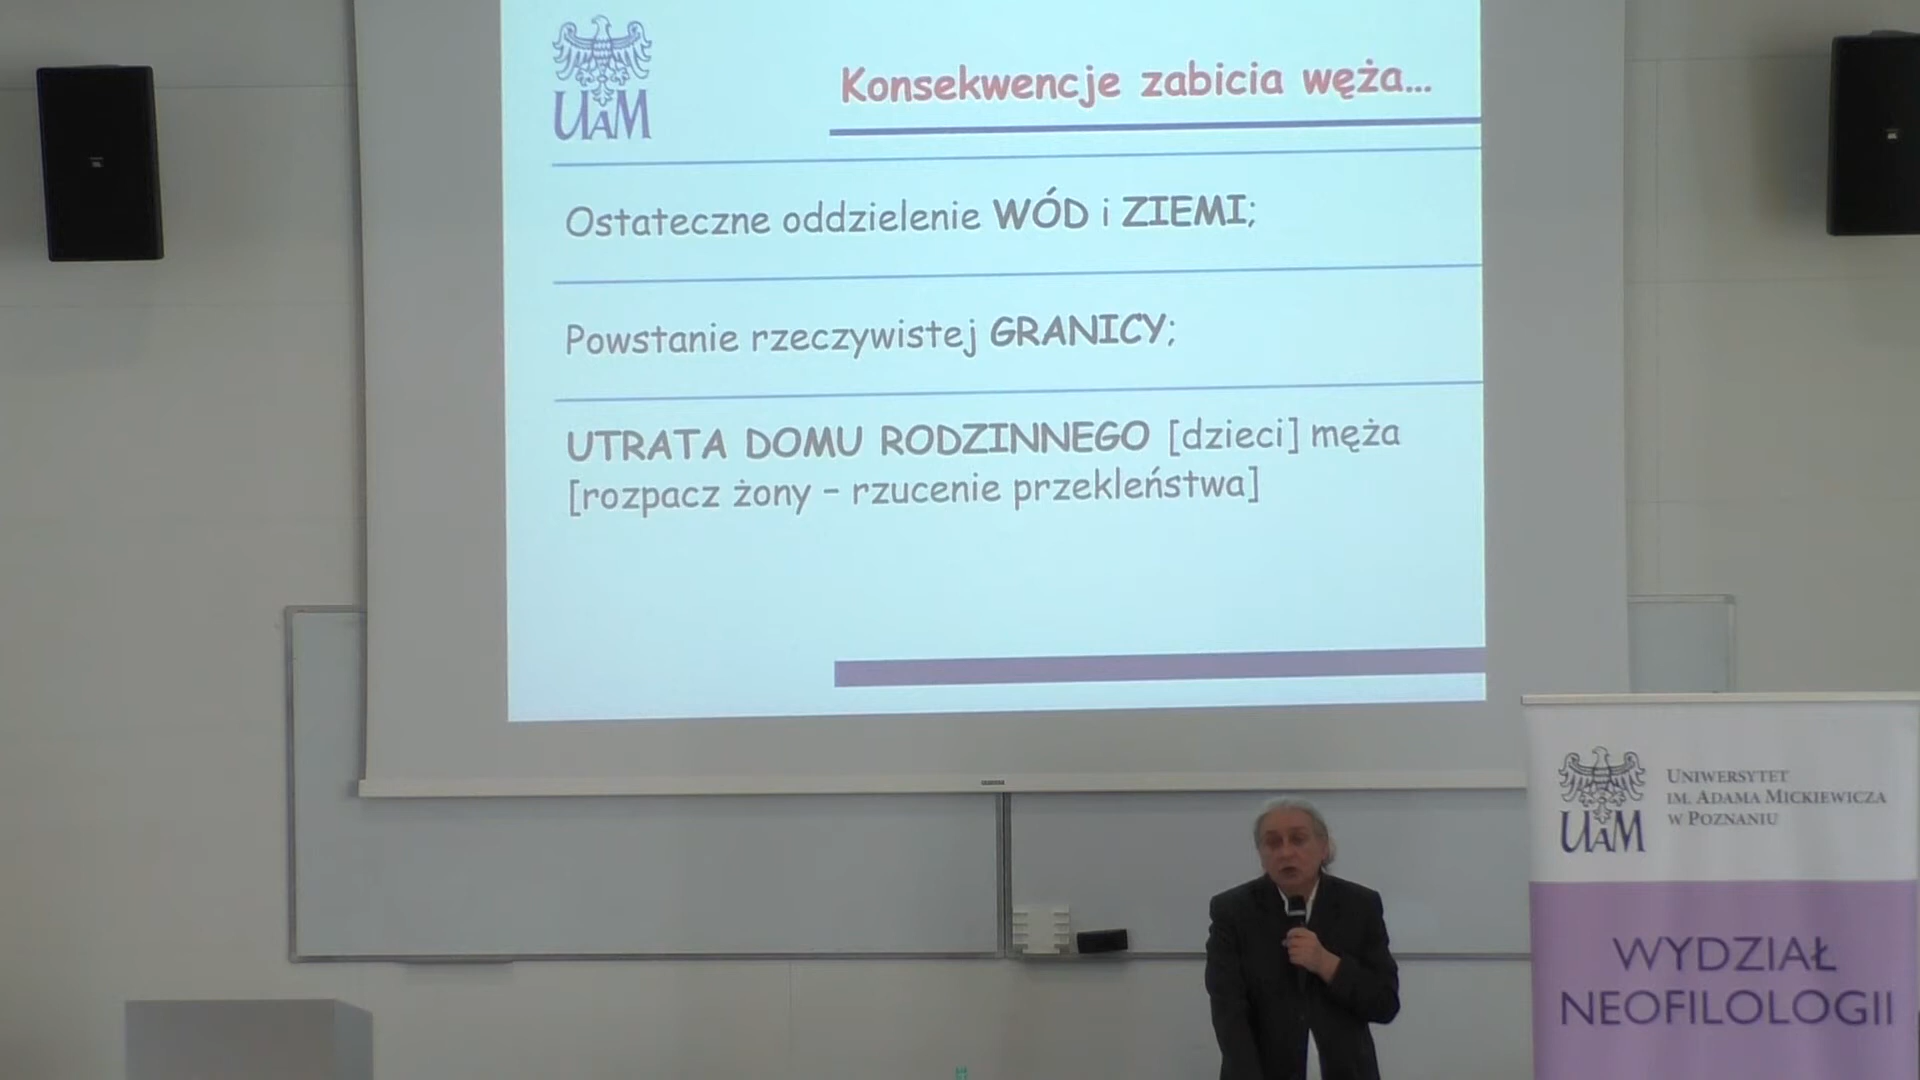 UAM
Konsekwencje zabicia węża...
Ostateczne oddzielenie WÓD i ZIEMI;
Powstanie rzeczywistej GRANICY;
UTRATA DOMU RODZINNEGO [dzieci] męża
[rozpacz żony – rzucenie przekleństwa]
UAM
UNIWERSYTET
IM. ADAMA MICKIEWICZA
W POZNANIU
WYDZIAŁ
NEOFILOLOGII